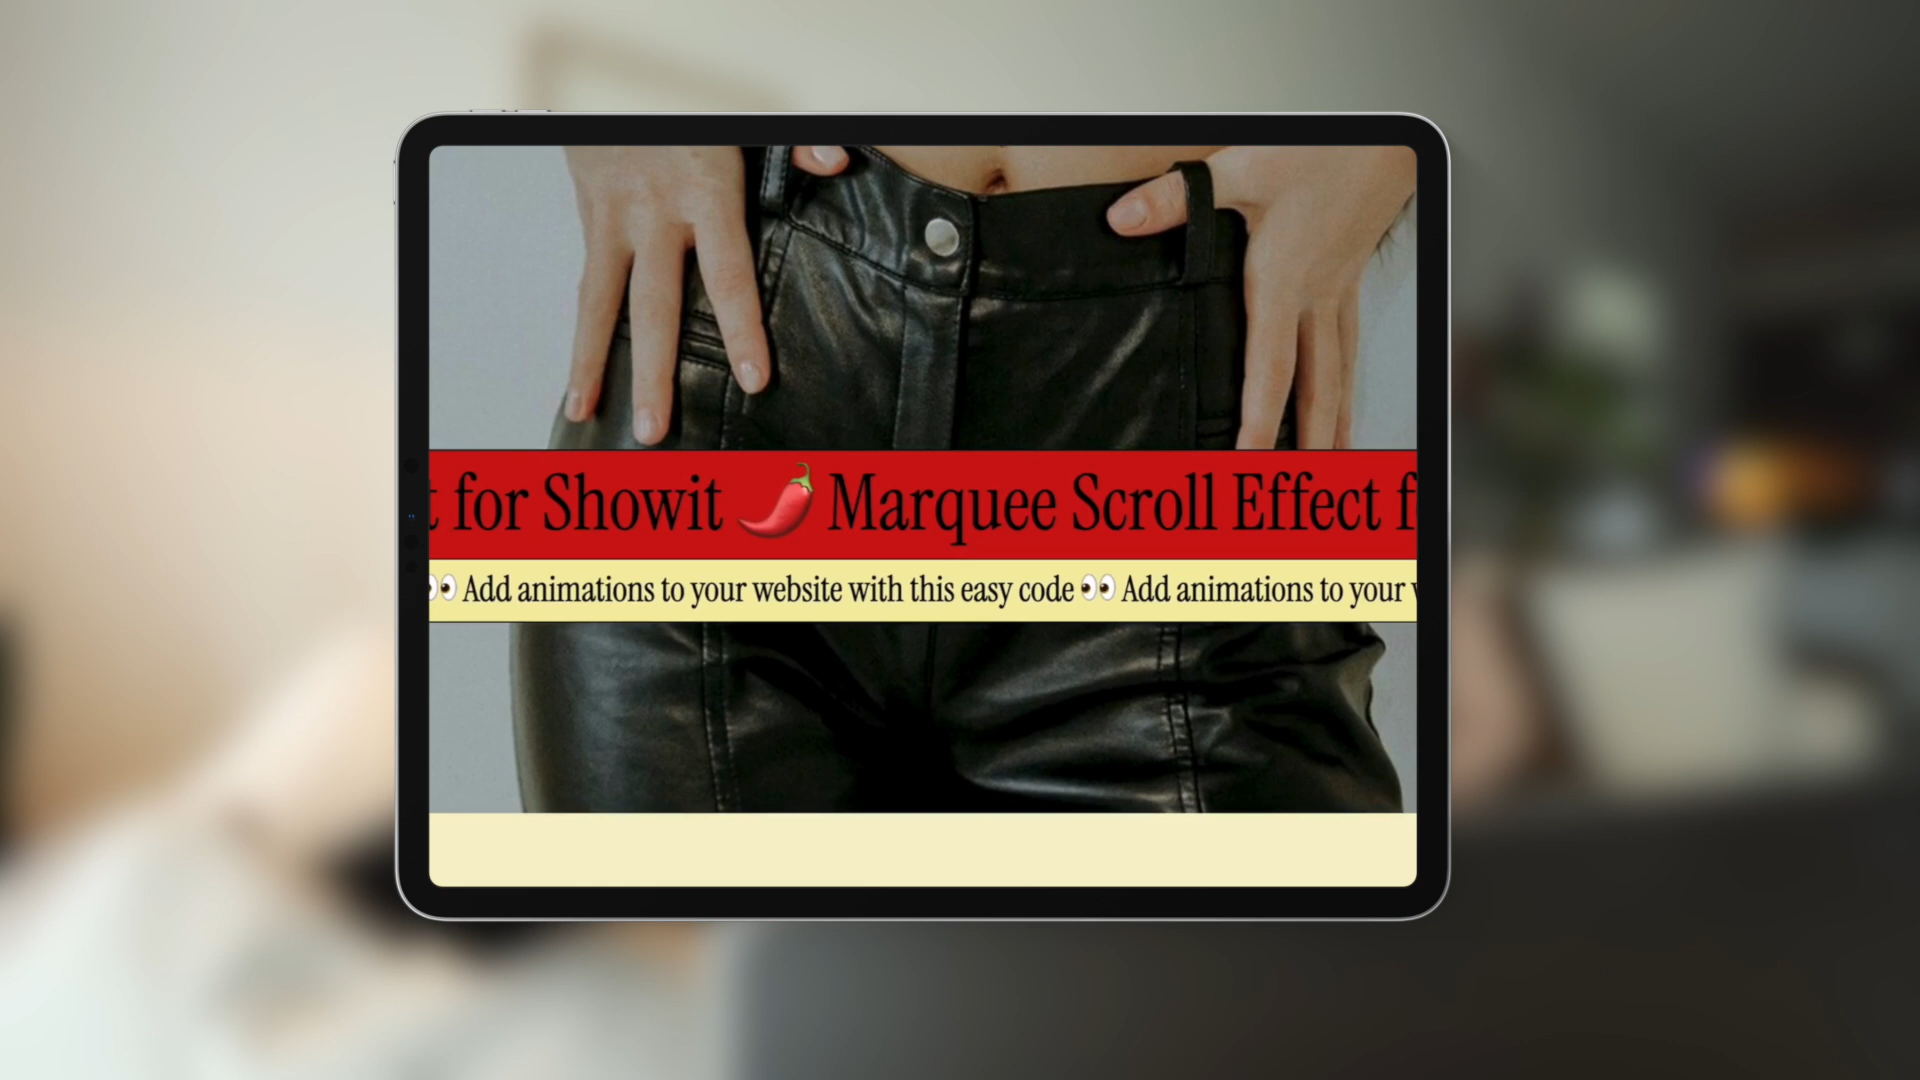 t for Showit 🌶️ Marquee Scroll Effect f
👀 Add animations to your website with this easy code 👀 Add animations to your